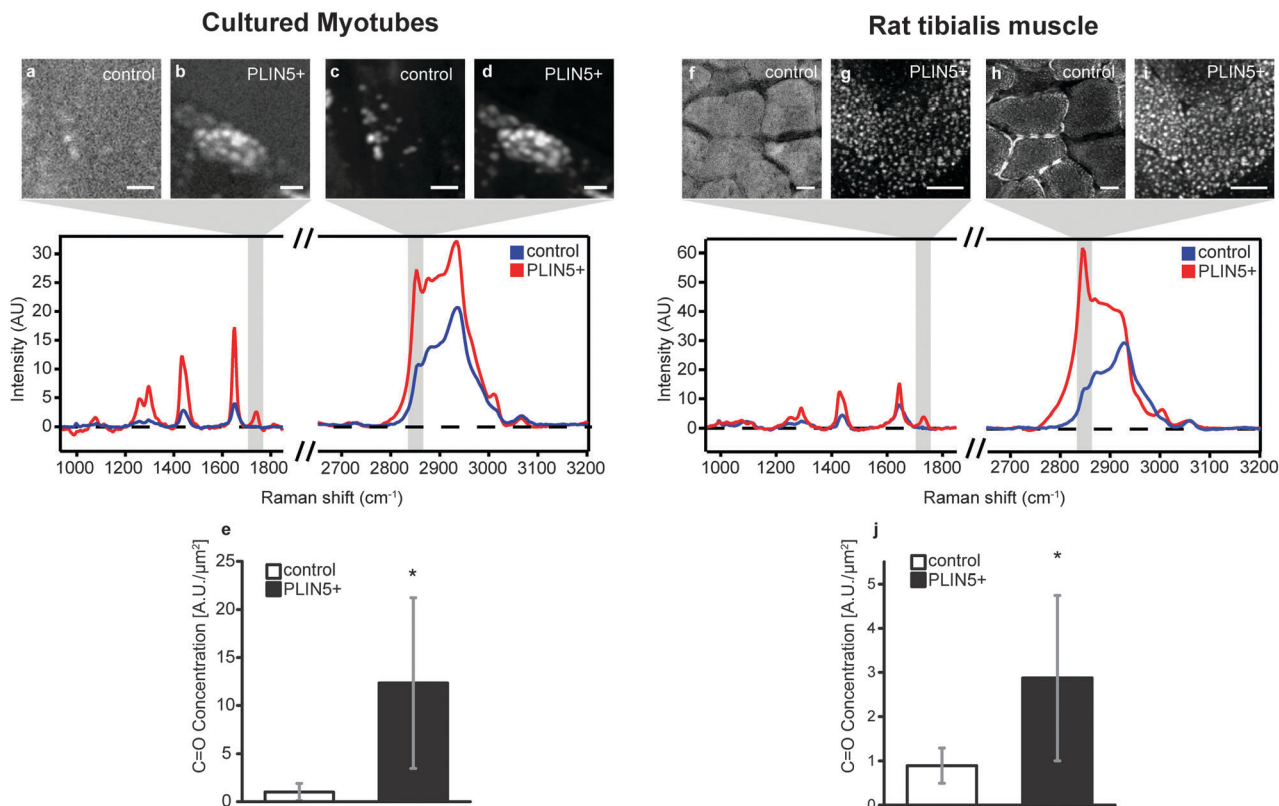 Cultured Myotubes
a control
b PLIN5+
c control
d PLIN5+
Intensity (AU)
30
25
20
15
10
5
0
control
PLIN5+
1000 1200 1400 1600 1800 2700 2800 2900 3000 3100 3200
Raman shift (cm⁻¹)
e
C=O Concentration [A.U./µm²]
25
20
15
10
5
0
control
PLIN5+
*
Rat tibialis muscle
f control
g PLIN5+
h control
i PLIN5+
Intensity (AU)
60
50
40
30
20
10
0
control
PLIN5+
1000 1200 1400 1600 1800 2700 2800 2900 3000 3100 3200
Raman shift (cm⁻¹)
j
C=O Concentration [A.U./µm²]
5
4
3
2
1
0
control
PLIN5+
*